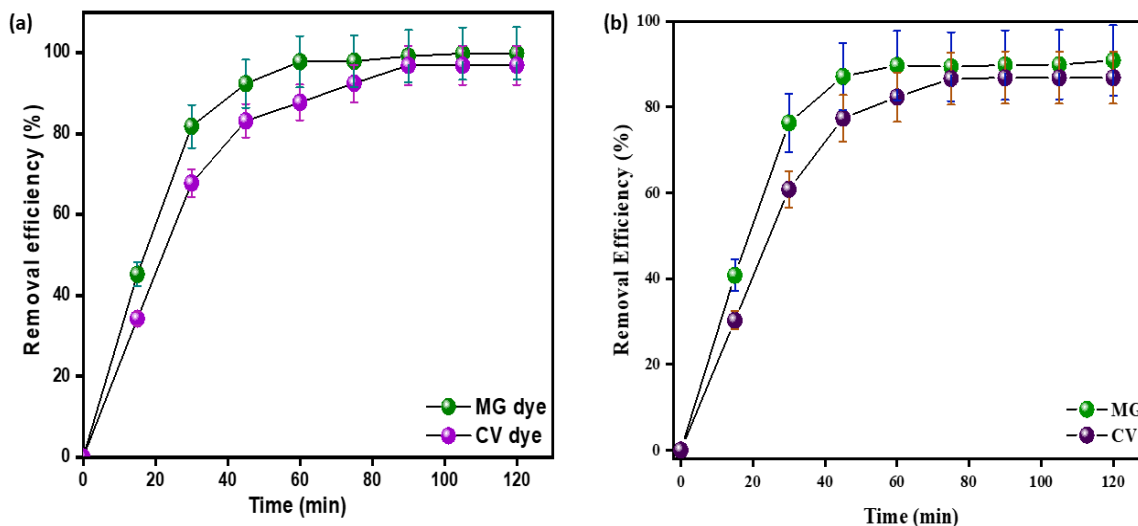 (a)
Removal efficiency (%)
100
80
60
40
20
0
0 20 40 60 80 100 120
Time (min)
MG dye
CV dye
(b)
Removal Efficiency (%)
100
80
60
40
20
0
0 20 40 60 80 100 120
Time (min)
MG
CV